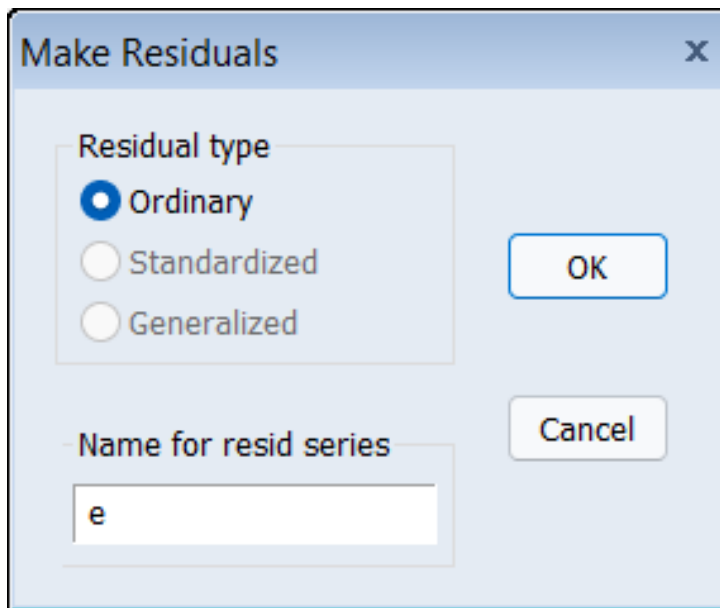 Make Residuals
x
Residual type
Ordinary
Standardized
Generalized
OK
Cancel
Name for resid series
e